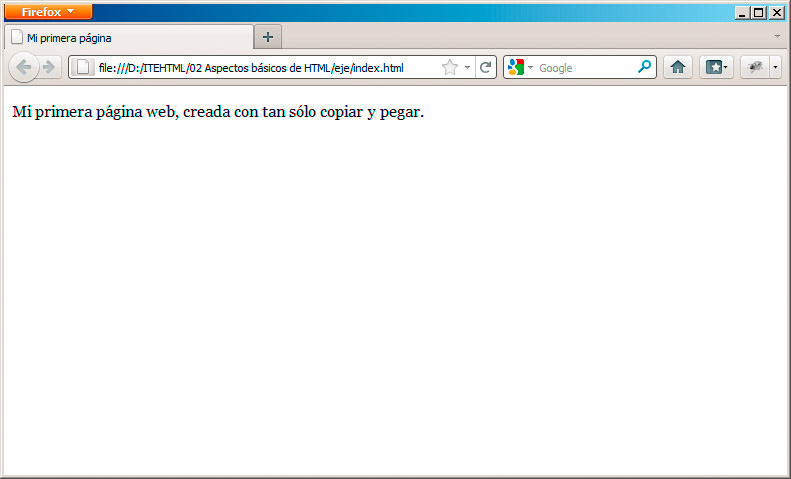 Firefox
Mi primera página
file:///D:/ITEHTML/02 Aspectos básicos de HTML/eje/index.html
Google
Mi primera página web, creada con tan sólo copiar y pegar.